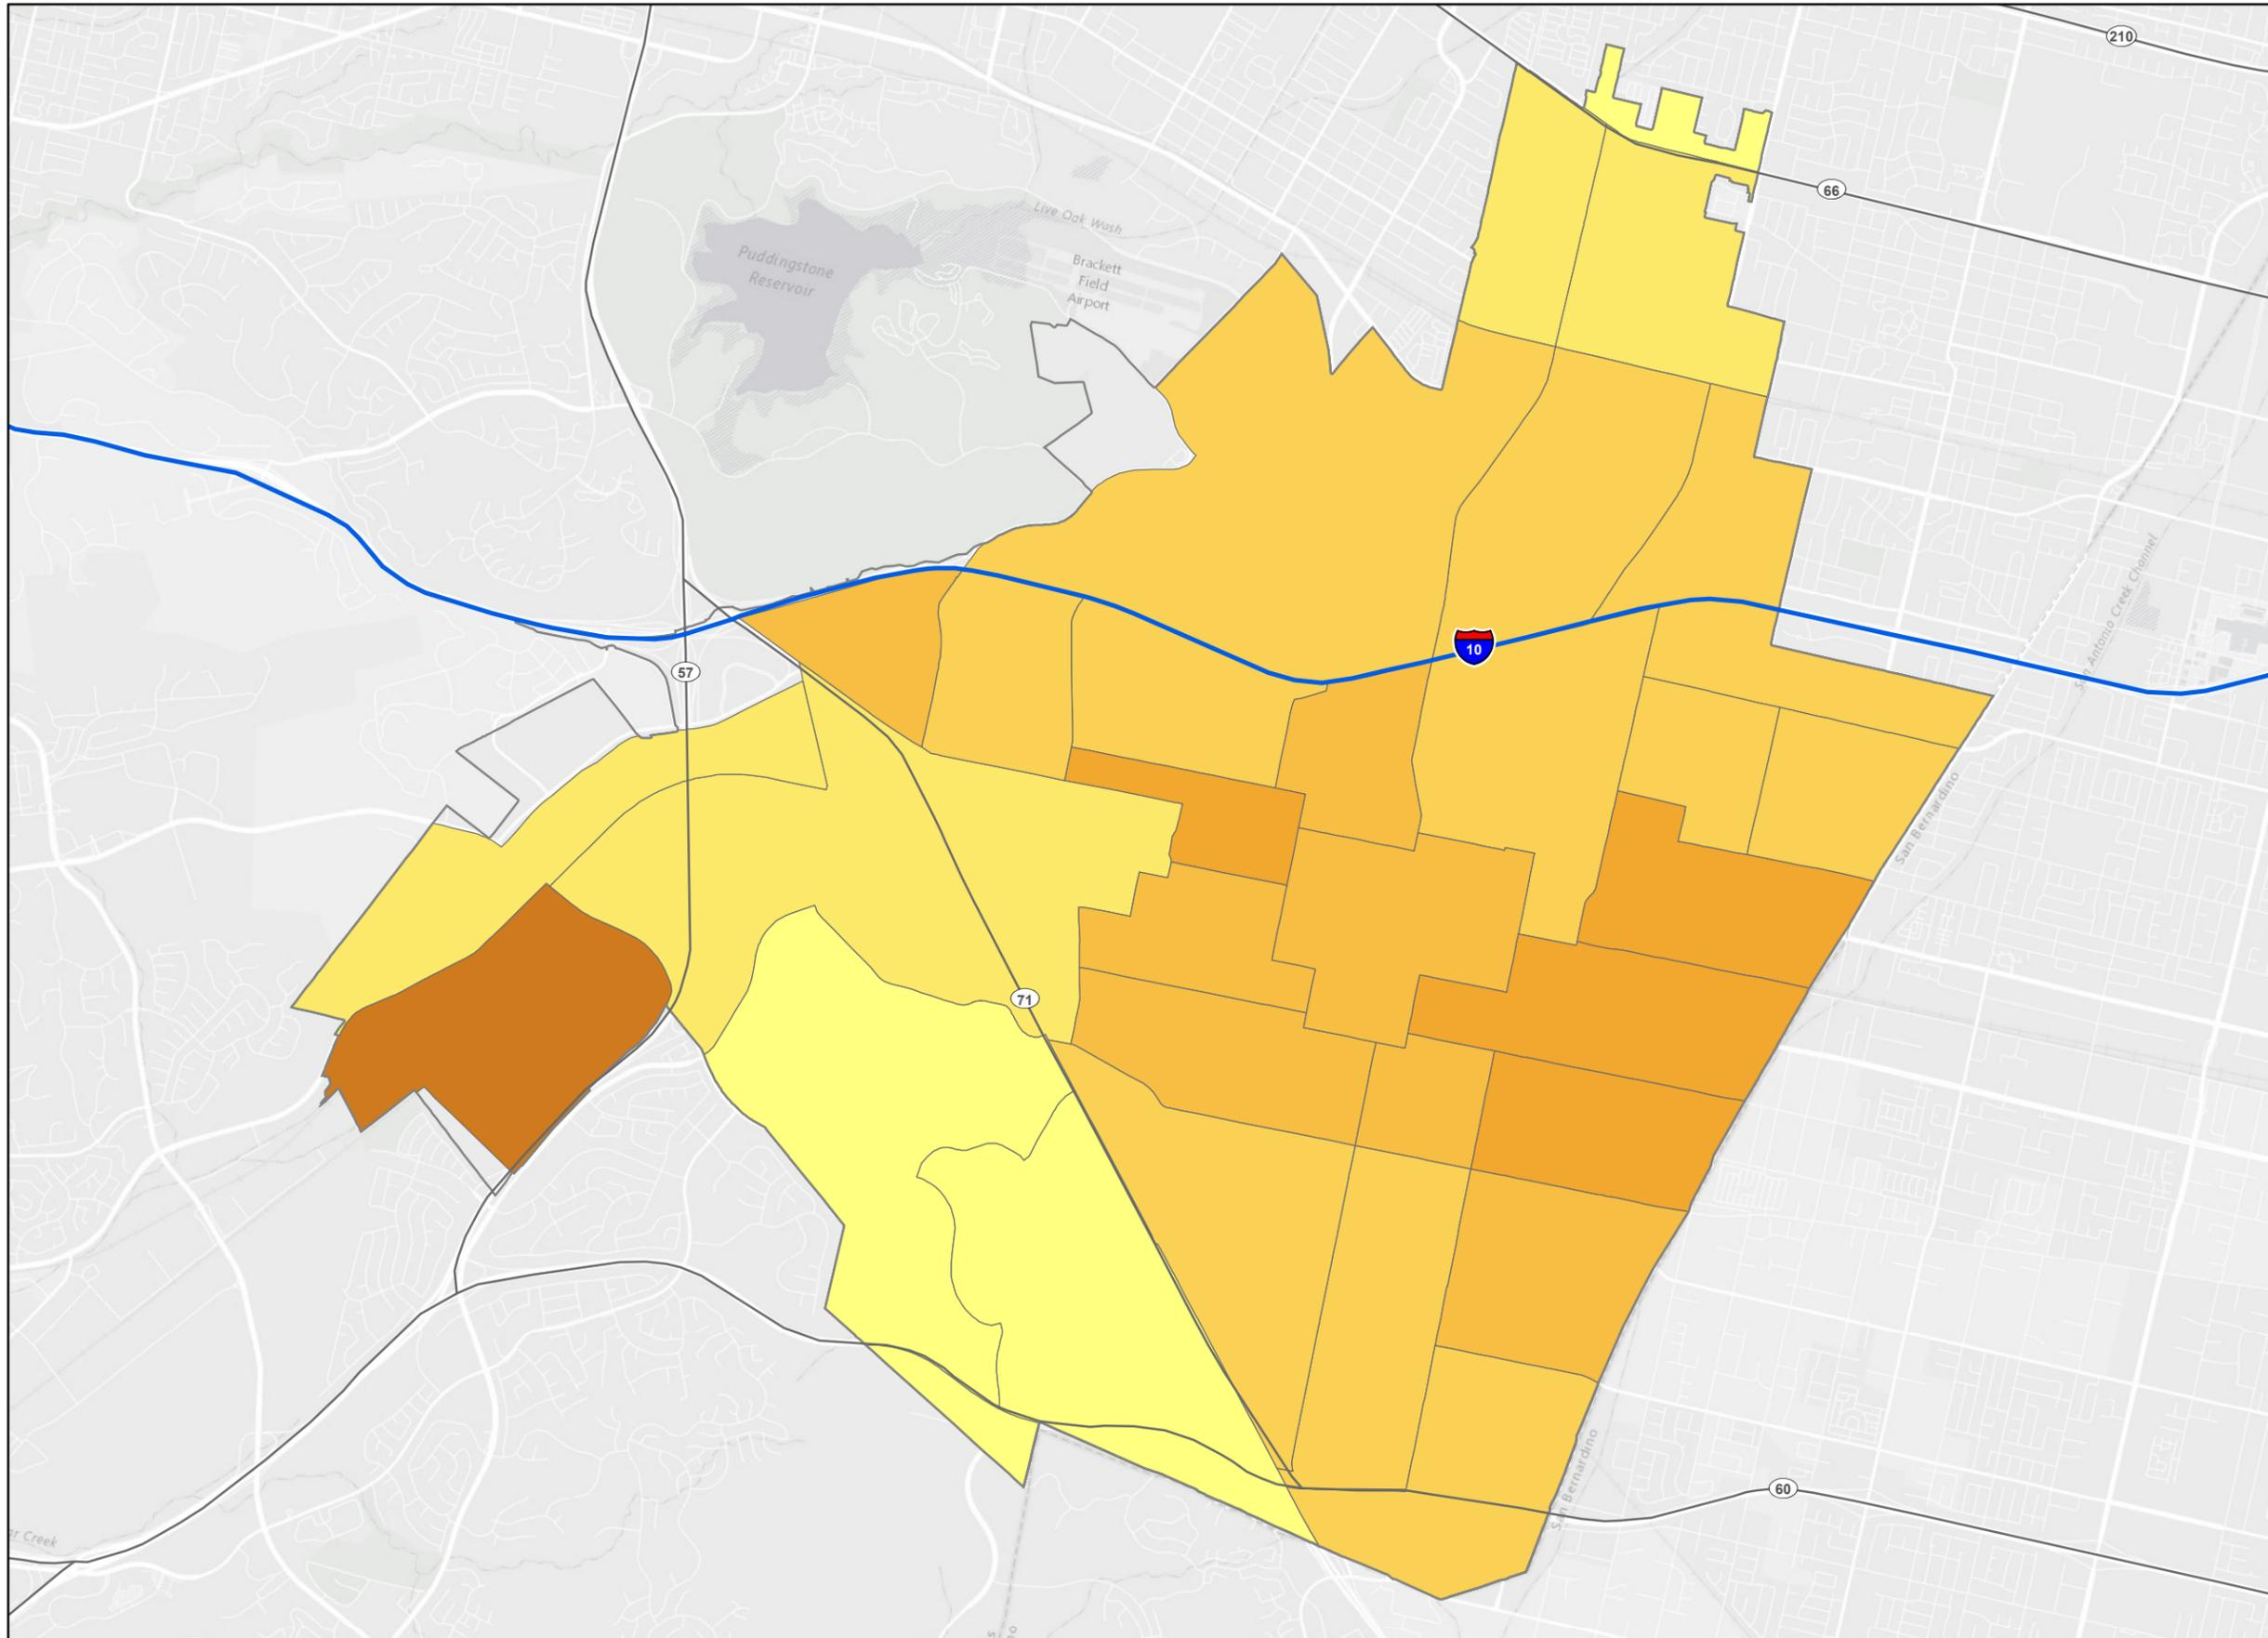 210
66
Live Oak Wash
Puddingstone
Reservoir
Brackett
Field
Airport
San Antonio Creek Channel
10
57
San Bernardino
71
60
San Bernardino